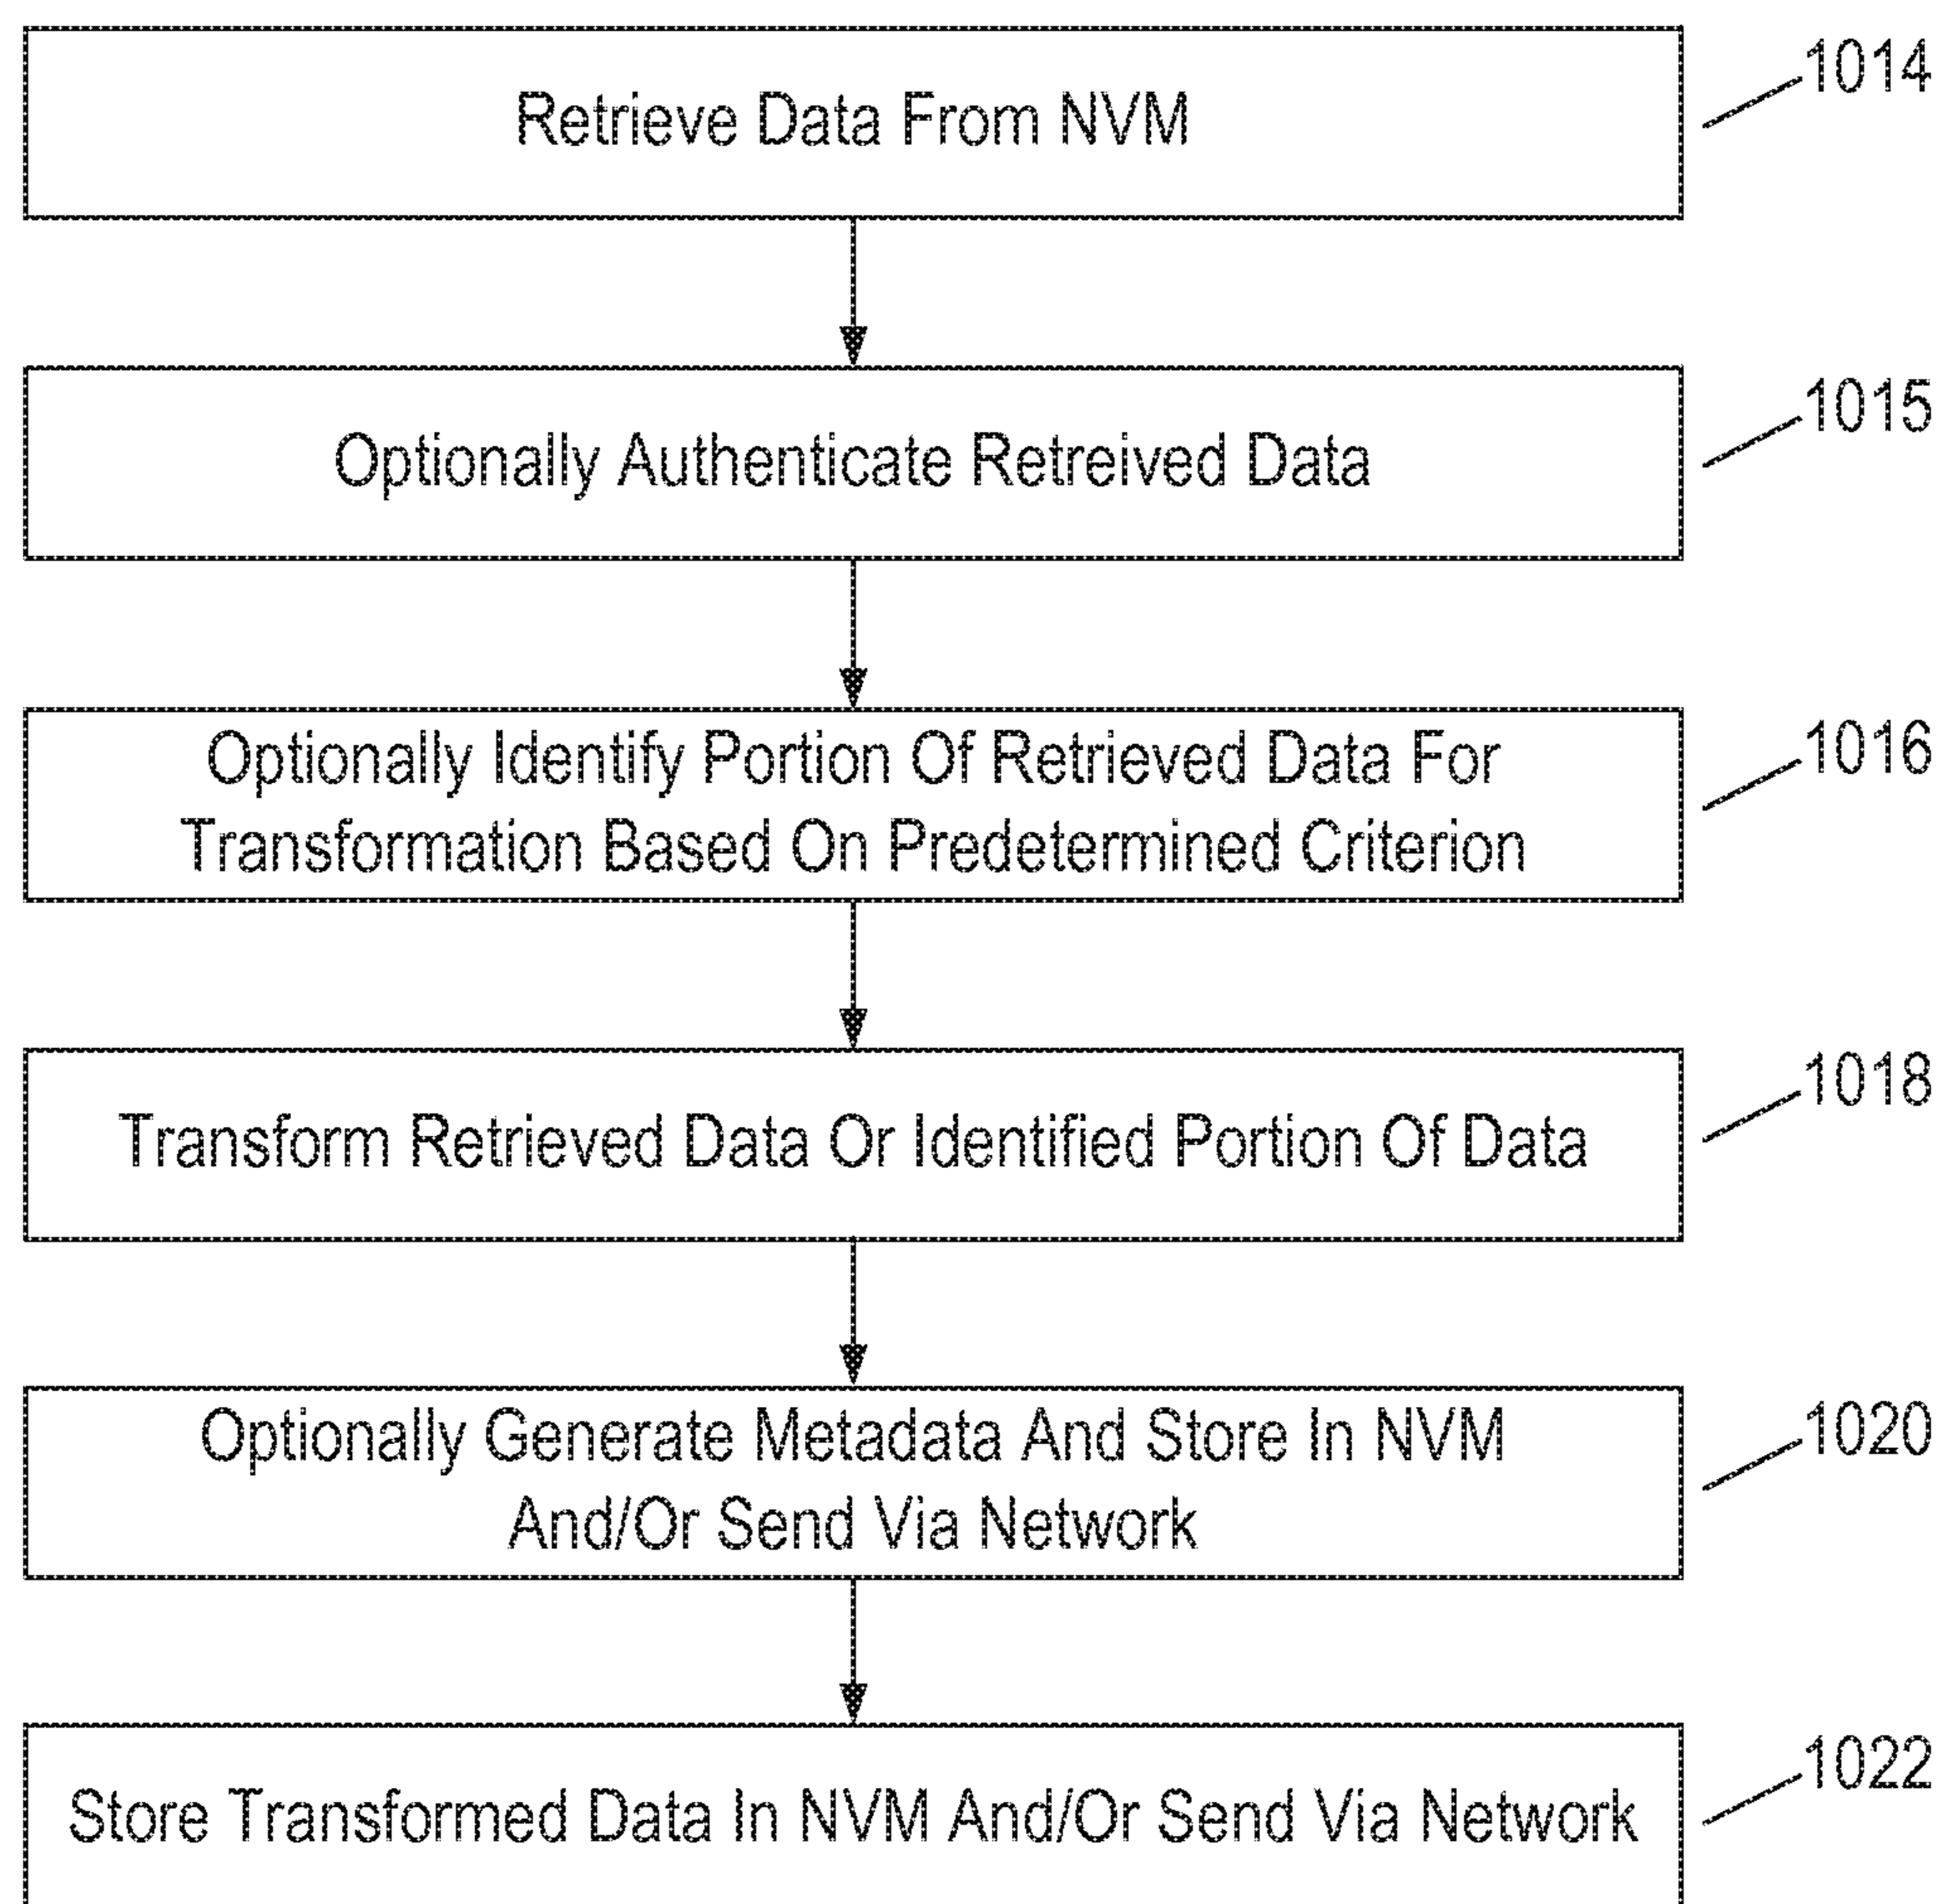 Retrieve Data From NVM
1014
Optionally Authenticate Retreived Data
1015
Optionally Identify Portion Of Retrieved Data For
Transformation Based On Predetermined Criterion
1016
Transform Retrieved Data Or Identified Portion Of Data
1018
Optionally Generate Metadata And Store In NVM
And/Or Send Via Network
1020
Store Transformed Data In NVM And/Or Send Via Network
1022